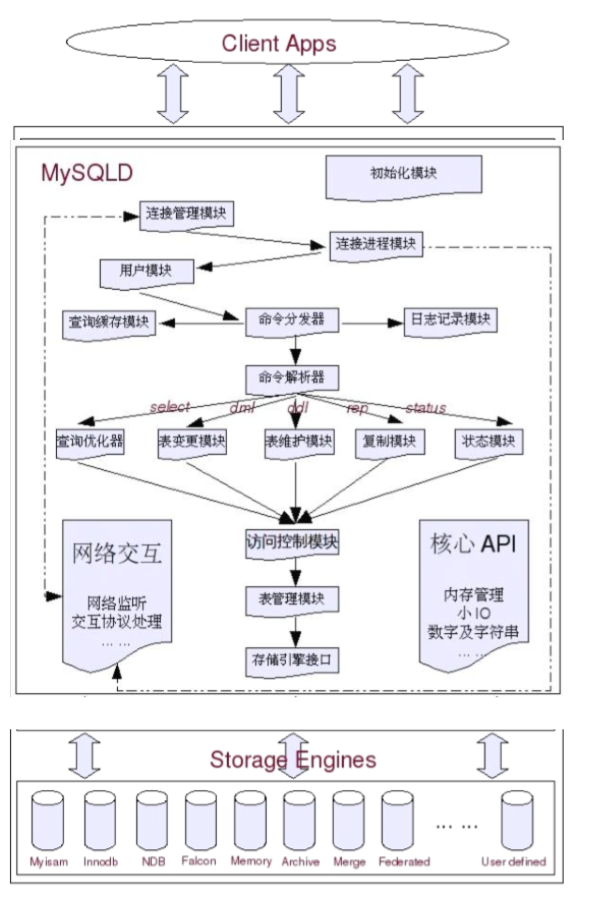 Client Apps
MySQLD
初始化模块
连接管理模块
连接进程模块
用户模块
查询缓存模块
命令分发器
日志记录模块
命令解析器
select
dml
ddl
rep
status
查询优化器
表变更模块
表维护模块
复制模块
状态模块
访问控制模块
网络交互
网络监听
交互协议处理
... ...
核心 API
内存管理
小 IO
数字及字符串
... ...
表管理模块
存储引擎接口
Storage Engines
Myisam
Innodb
NDB
Falcon
Memory
Archive
Merge
Federated
... ...
User defined